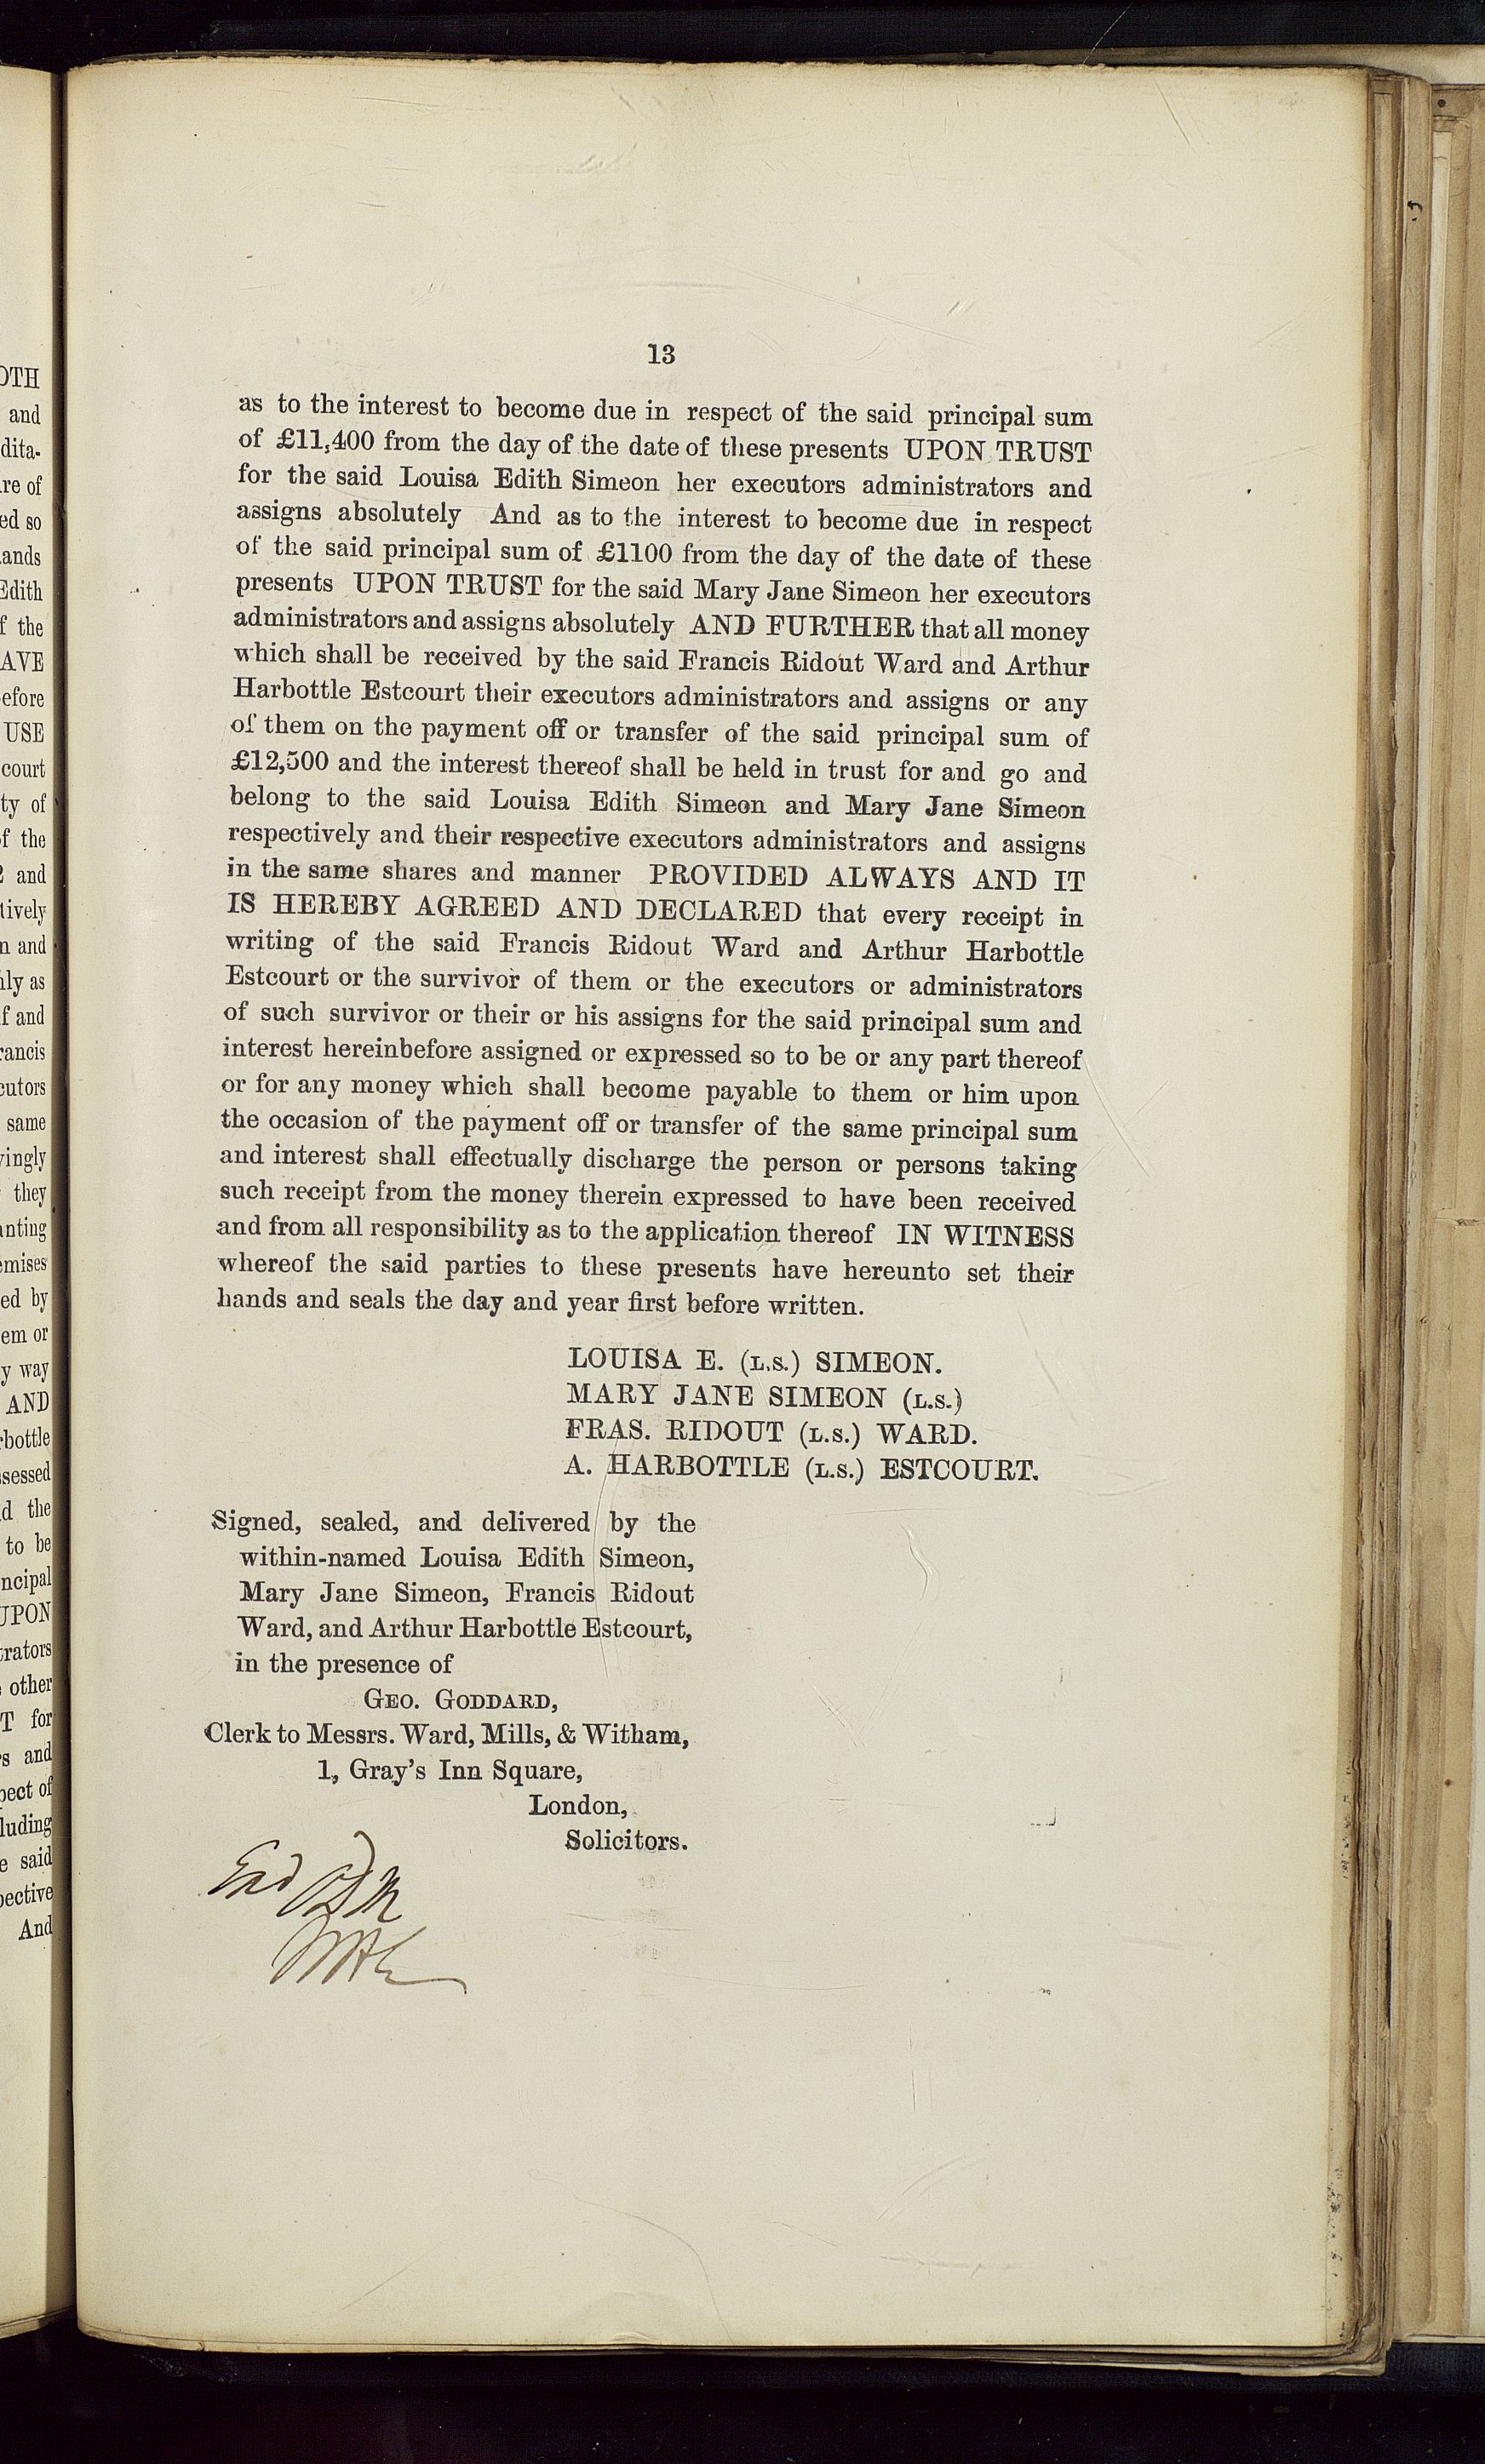 13
as to the interest to become due in respect of the said principal sum
of £11,400 from the day of the date of these presents UPON TRUST
for the said Louisa Edith Simeon her executors administrators and
assigns absolutely And as to the interest to become due in respect
of the said principal sum of £1100 from the day of the date of these
presents UPON TRUST for the said Mary Jane Simeon her executors
administrators and assigns absolutely AND FURTHER that all money
which shall be received by the said Francis Ridout Ward and Arthur
Harbottle Estcourt their executors administrators and assigns or any
of them on the payment off or transfer of the said principal sum of
£12,500 and the interest thereof shall be held in trust for and go and
belong to the said Louisa Edith Simeon and Mary Jane Simeon
respectively and their respective executors administrators and assigns
in the same shares and manner PROVIDED ALWAYS AND IT
IS HEREBY AGREED AND DECLARED that every receipt in
writing of the said Francis Ridout Ward and Arthur Harbottle
Estcourt or the survivor of them or the executors or administrators
of such survivor or their or his assigns for the said principal sum and
interest hereinbefore assigned or expressed so to be or any part thereof
or for any money which shall become payable to them or him upon
the occasion of the payment off or transfer of the same principal sum
and interest shall effectually discharge the person or persons taking
such receipt from the money therein expressed to have been received
and from all responsibility as to the application thereof IN WITNESS
whereof the said parties to these presents have hereunto set their
hands and seals the day and year first before written.
LOUISA E. (L.S.) SIMEON.
MARY JANE SIMEON (L.S.)
FRAS. RIDOUT (L.S.) WARD.
A. HARBOTTLE (L.S.) ESTCOURT.
Signed, sealed, and delivered by the
within-named Louisa Edith Simeon,
Mary Jane Simeon, Francis Ridout
Ward, and Arthur Harbottle Estcourt,
in the presence of
GEO. GODDARD,
Clerk to Messrs. Ward, Mills, & Witham,
1, Gray's Inn Square,
London,
Solicitors.